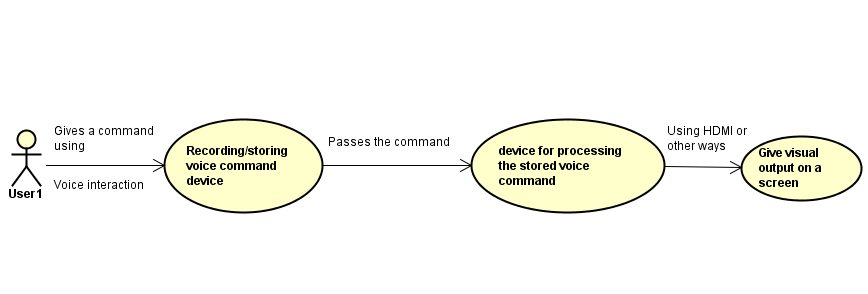 Gives a command
using
Voice interaction
User1
Recording/storing
voice command
device
Passes the command
device for processing
the stored voice
command
Using HDMI or
other ways
Give visual
output on a
screen